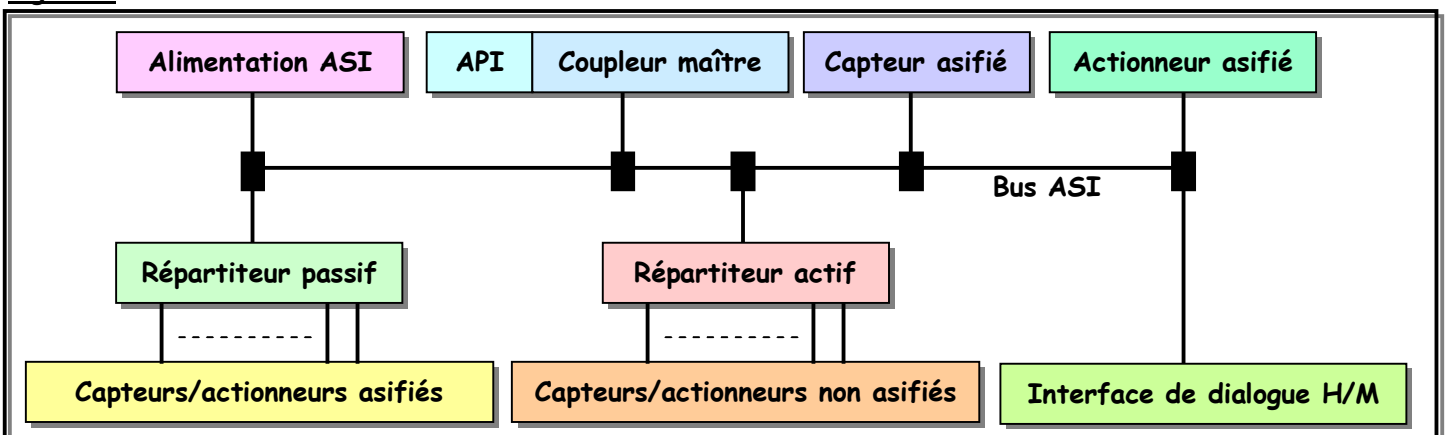 Alimentation ASI
API
Coupleur maître
Capteur asifié
Actionneur asifié
Bus ASI
Répartiteur passif
Répartiteur actif
Capteurs/actionneurs asifiés
Capteurs/actionneurs non asifiés
Interface de dialogue H/M